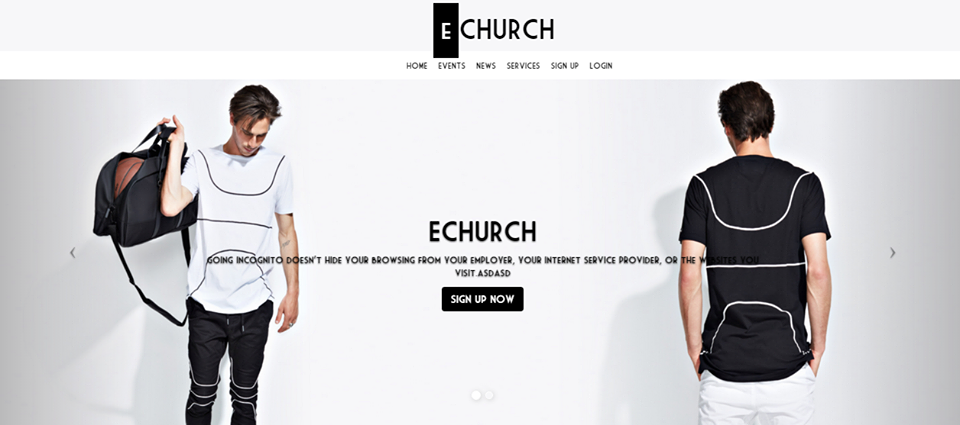 ECHURCH
HOME EVENTS NEWS SERVICES SIGN UP LOGIN
ECHURCH
GOING INCOGNITO DOESN'T HIDE YOUR BROWSING FROM YOUR EMPLOYER, YOUR INTERNET SERVICE PROVIDER, OR THE WEBSITES YOU
VISIT.ASDASD
SIGN UP NOW